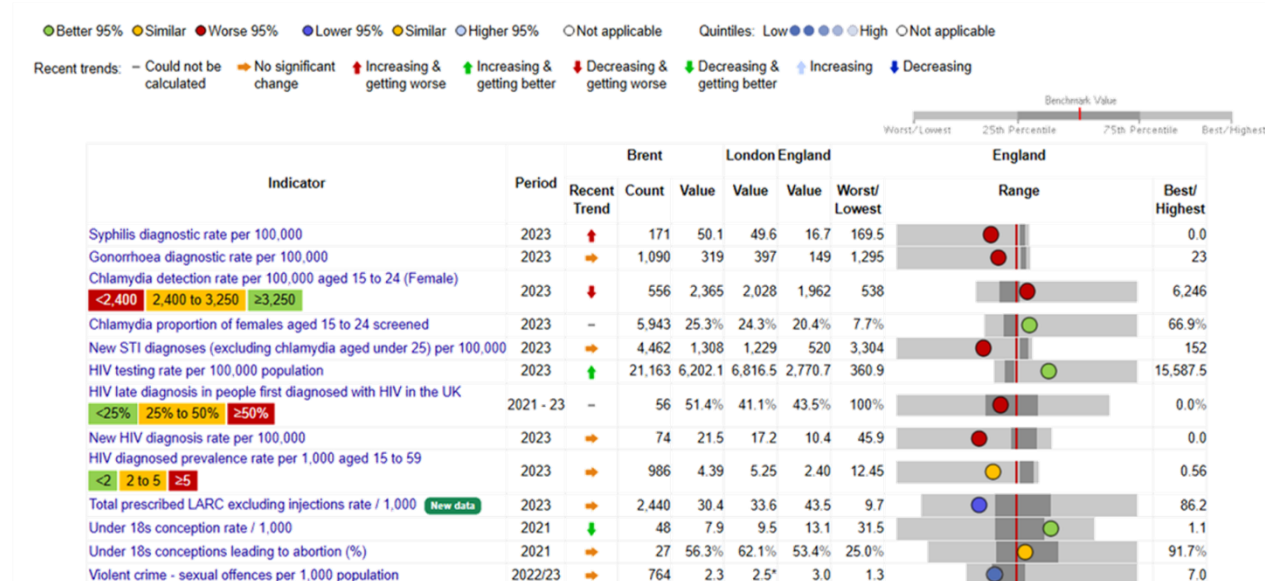 Better 95% Similar Worse 95% Lower 95% Similar Higher 95% Not applicable Quintiles: Low High Not applicable
Recent trends: – Could not be calculated No significant change Increasing & getting worse Increasing & getting better Decreasing & getting worse Decreasing & getting better Increasing Decreasing
Benchmark Value
Worst/Lowest 25th Percentile 75th Percentile Best/Highest
Brent London England England
Indicator Period Recent Trend Count Value Value Value Worst/Lowest Range Best/Highest
Syphilis diagnostic rate per 100,000 2023 171 50.1 49.6 16.7 169.5 0.0
Gonorrhoea diagnostic rate per 100,000 2023 1,090 319 397 149 1,295 23
Chlamydia detection rate per 100,000 aged 15 to 24 (Female)
<2,400 2,400 to 3,250 ≥3,250 2023 556 2,365 2,028 1,962 538 6,246
Chlamydia proportion of females aged 15 to 24 screened 2023 – 5,943 25.3% 24.3% 20.4% 7.7% 66.9%
New STI diagnoses (excluding chlamydia aged under 25) per 100,000 2023 4,462 1,308 1,229 520 3,304 152
HIV testing rate per 100,000 population 2023 21,163 6,202.1 6,816.5 2,770.7 360.9 15,587.5
HIV late diagnosis in people first diagnosed with HIV in the UK
<25% 25% to 50% ≥50% 2021 - 23 – 56 51.4% 41.1% 43.5% 100% 0.0%
New HIV diagnosis rate per 100,000 2023 74 21.5 17.2 10.4 45.9 0.0
HIV diagnosed prevalence rate per 1,000 aged 15 to 59
<2 2 to 5 ≥5 2023 986 4.39 5.25 2.40 12.45 0.56
Total prescribed LARC excluding injections rate / 1,000 New data 2023 2,440 30.4 33.6 43.5 9.7 86.2
Under 18s conception rate / 1,000 2021 48 7.9 9.5 13.1 31.5 1.1
Under 18s conceptions leading to abortion (%) 2021 27 56.3% 62.1% 53.4% 25.0% 91.7%
Violent crime - sexual offences per 1,000 population 2022/23 764 2.3 2.5* 3.0 1.3 7.0